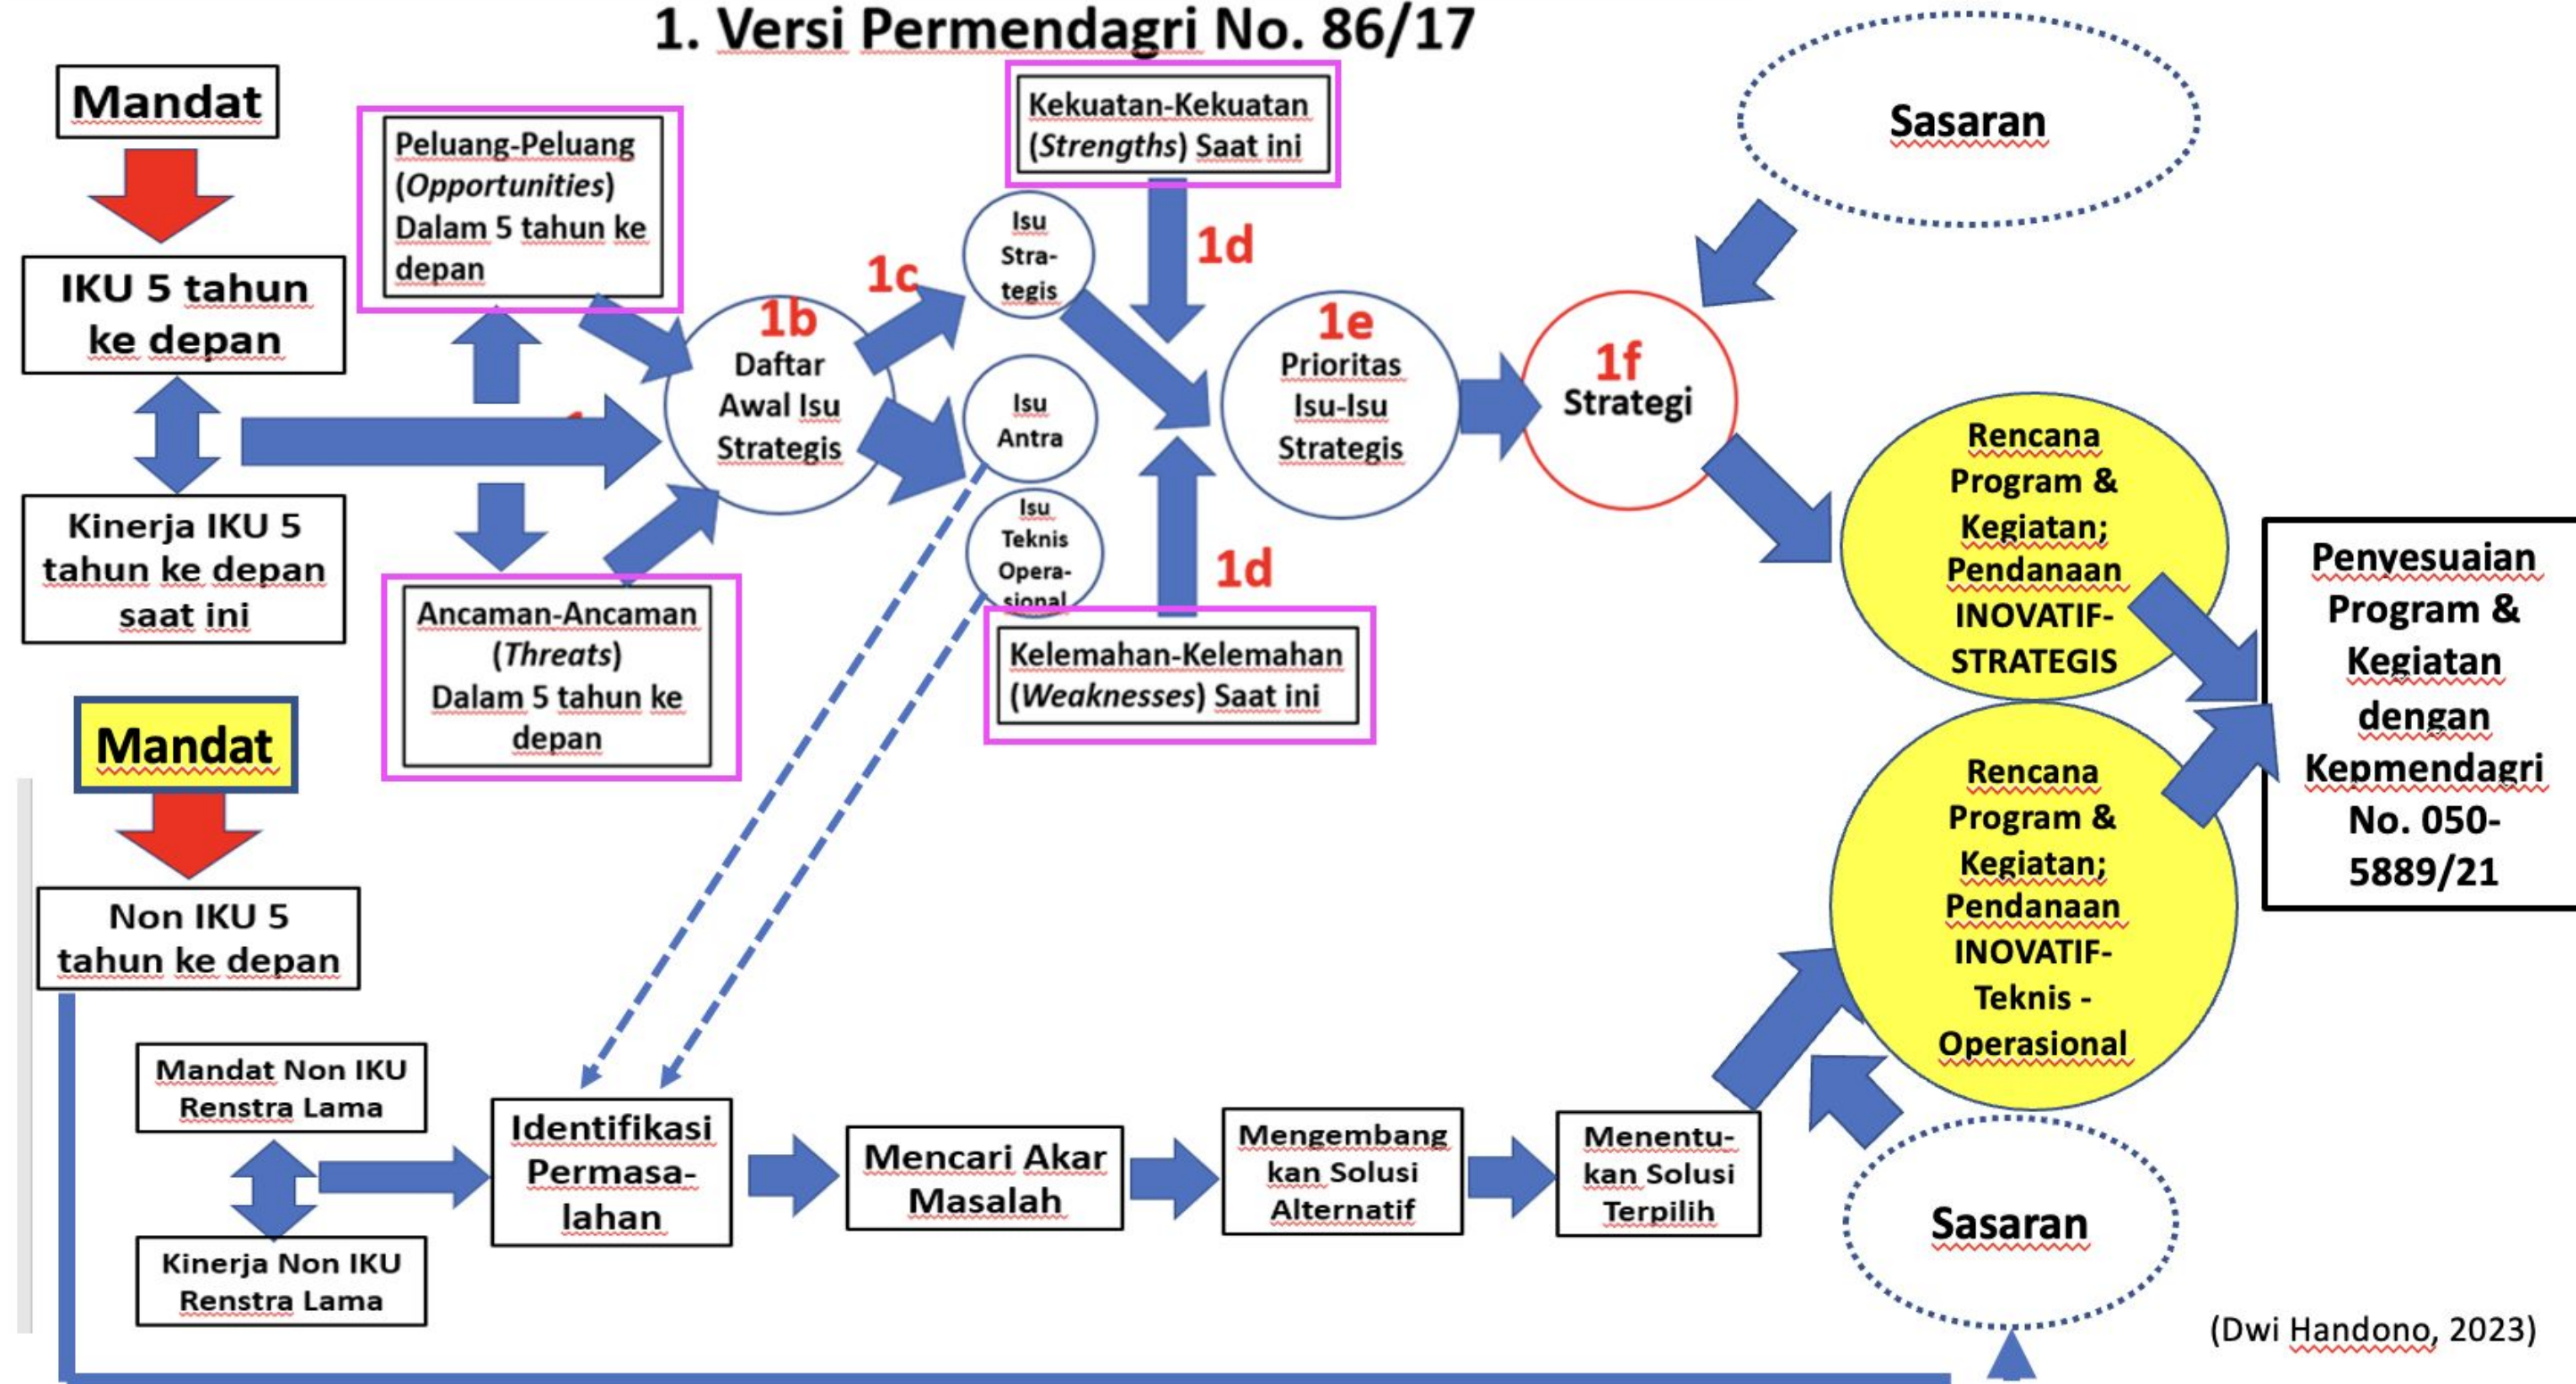 1. Versi Permendagri No. 86/17
Mandat
IKU 5 tahun
ke depan
Kinerja IKU 5
tahun ke depan
saat ini
Peluang-Peluang
(Opportunities)
Dalam 5 tahun ke
depan
Ancaman-Ancaman
(Threats)
Dalam 5 tahun ke
depan
1b
Daftar
Awal Isu
Strategis
1c
Isu
Stra-
tegis
Isu
Antra
Isu
Teknis
Opera-
sional
Kekuatan-Kekuatan
(Strengths) Saat ini
1d
1d
Kelemahan-Kelemahan
(Weaknesses) Saat ini
1e
Prioritas
Isu-Isu
Strategis
1f
Strategi
Sasaran
Rencana
Program &
Kegiatan;
Pendanaan
INOVATIF-
STRATEGIS
Penyesuaian
Program &
Kegiatan
dengan
Kepmendagri
No. 050-
5889/21
Mandat
Non IKU 5
tahun ke depan
Mandat Non IKU
Renstra Lama
Kinerja Non IKU
Renstra Lama
Identifikasi
Permasa-
lahan
Mencari Akar
Masalah
Mengembang
kan Solusi
Alternatif
Menentu-
kan Solusi
Terpilih
Rencana
Program &
Kegiatan;
Pendanaan
INOVATIF-
Teknis -
Operasional
Sasaran
(Dwi Handono, 2023)